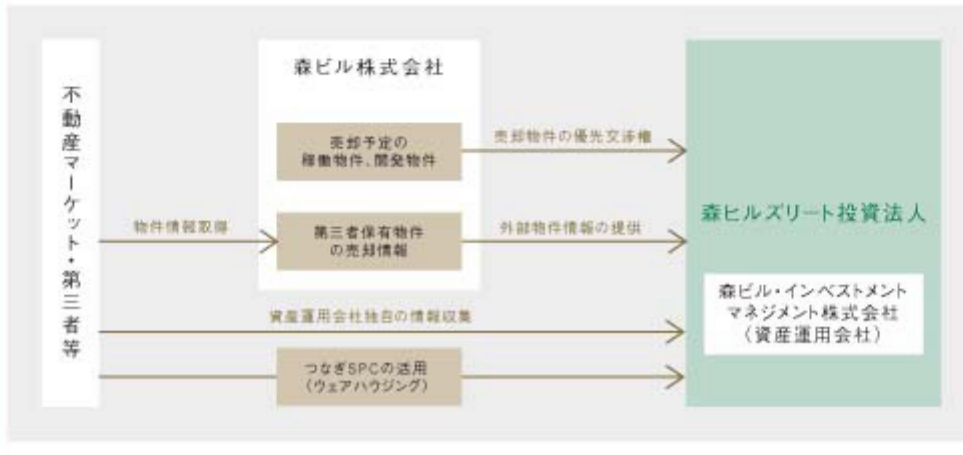 不動産マーケット・第三者等
森ビル株式会社
売却予定の
稼働物件、開発物件
売却物件の優先交渉権
物件情報取得
第三者保有物件
の売却情報
外部物件情報の提供
資産運用会社独自の情報収集
つなぎSPCの活用
（ウェアハウジング）
森ヒルズリート投資法人
森ビル・インベストメント
マネジメント株式会社
（資産運用会社）